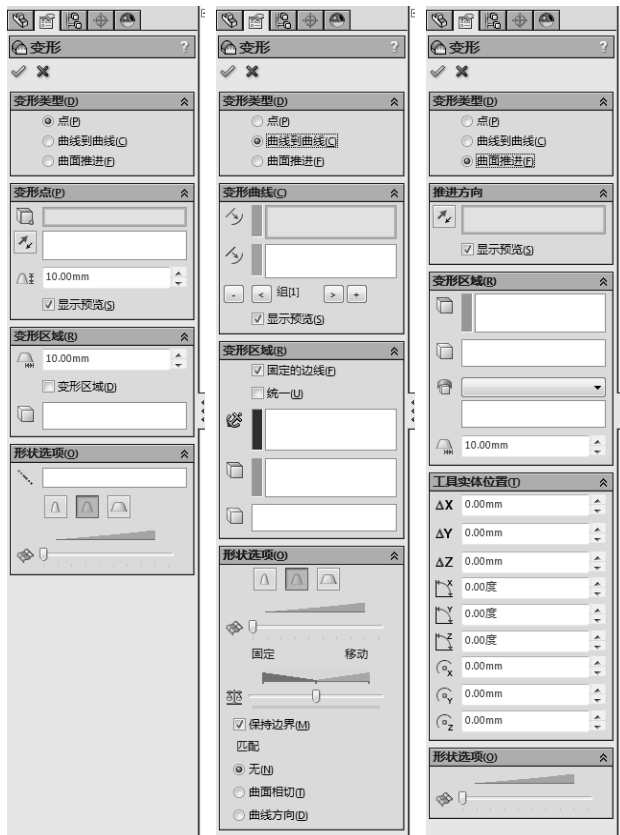 变形
?
变形类型(D)
点(P)
曲线到曲线(C)
曲面推进(F)
变形点(P)
10.00mm
显示预览(S)
变形区域(R)
10.00mm
变形区域(D)
形状选项(O)
变形
?
变形类型(D)
点(P)
曲线到曲线(C)
曲面推进(F)
变形曲线(C)
- < 组[1] > +
显示预览(S)
变形区域(R)
固定的边线(F)
统一(U)
形状选项(O)
固定 移动
保持边界(M)
匹配
无(N)
曲面相切(T)
曲线方向(D)
变形
?
变形类型(D)
点(P)
曲线到曲线(C)
曲面推进(F)
推进方向
显示预览(S)
变形区域(R)
10.00mm
工具实体位置(T)
ΔX 0.00mm
ΔY 0.00mm
ΔZ 0.00mm
X 0.00度
Y 0.00度
Z 0.00度
X 0.00mm
Y 0.00mm
Z 0.00mm
形状选项(O)